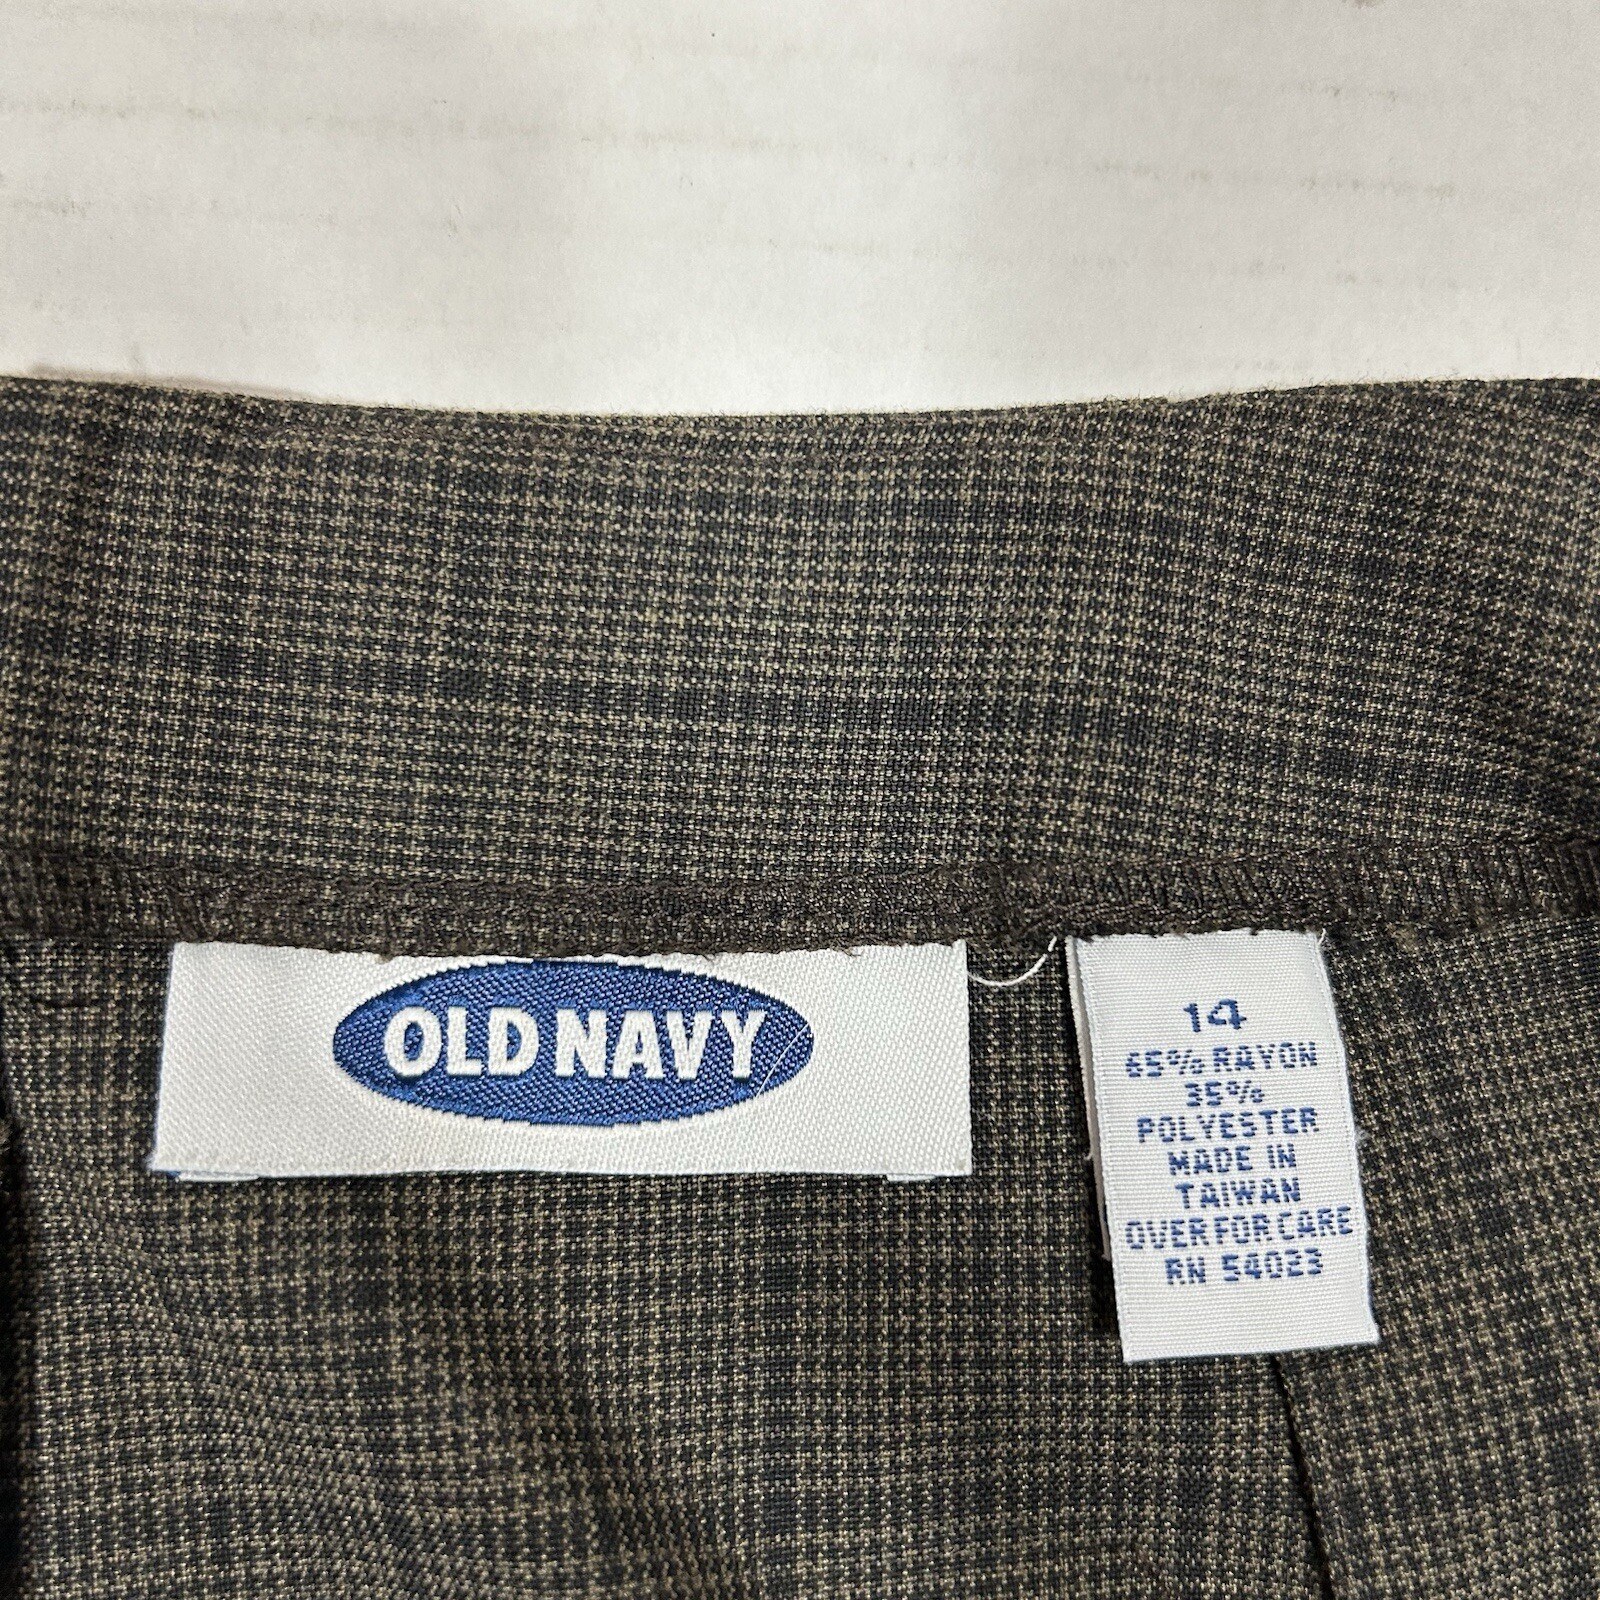 OLD NAVY
14
65% RAYON
35%
POLYESTER
MADE IN
TAIWAN
OVER FOR CARE
RN 54023